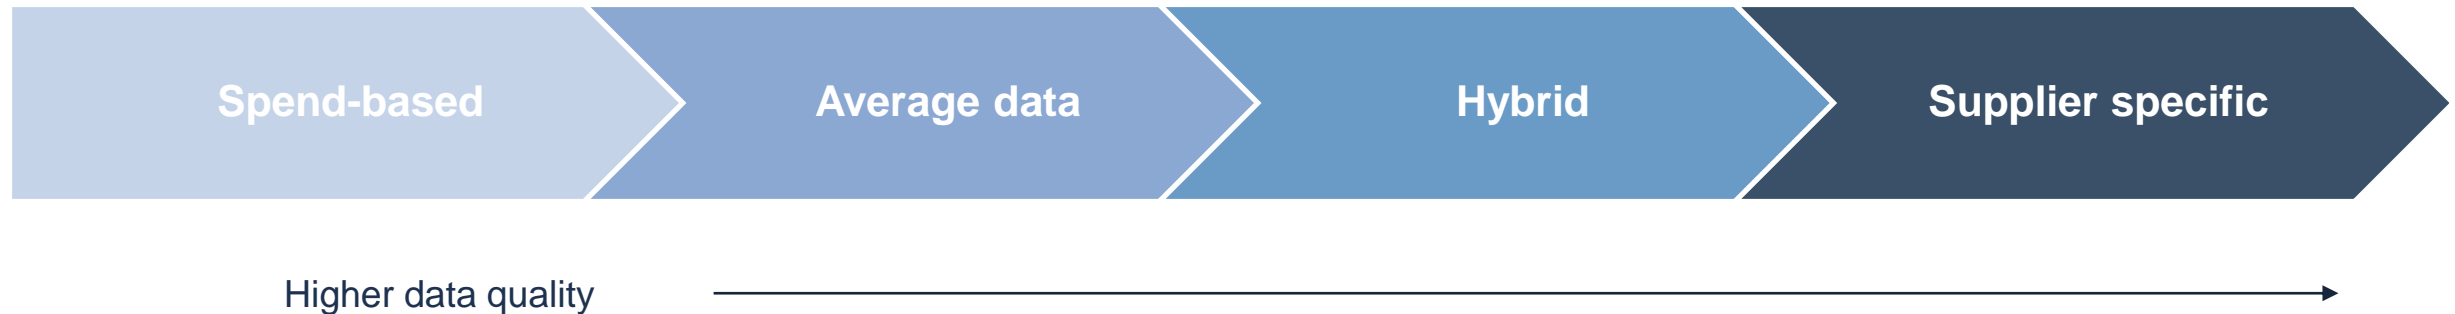 Spend-based
Average data
Hybrid
Supplier specific
Higher data quality